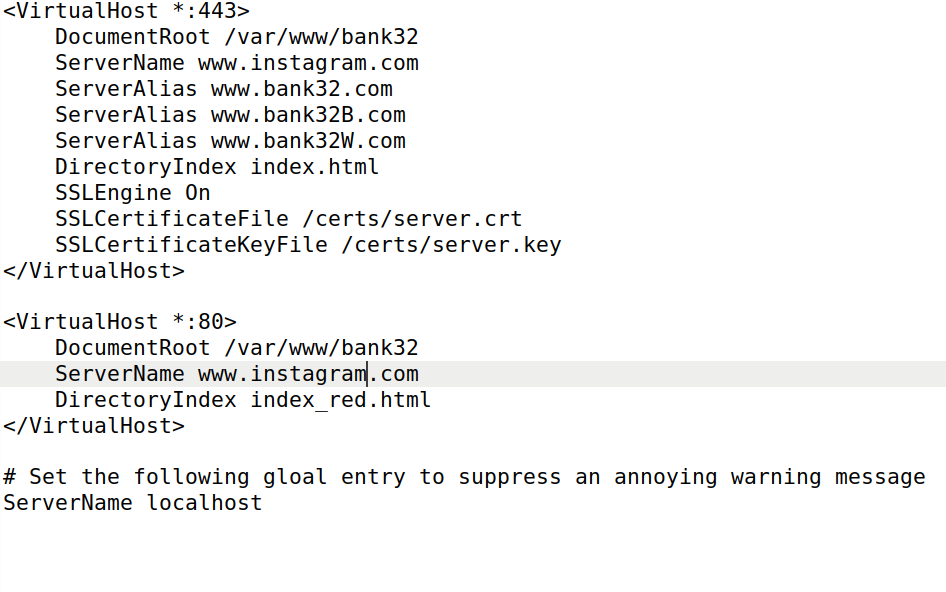 <VirtualHost *:443>
    DocumentRoot /var/www/bank32
    ServerName www.instagram.com
    ServerAlias www.bank32.com
    ServerAlias www.bank32B.com
    ServerAlias www.bank32W.com
    DirectoryIndex index.html
    SSLEngine On
    SSLCertificateFile /certs/server.crt
    SSLCertificateKeyFile /certs/server.key
</VirtualHost>

<VirtualHost *:80>
    DocumentRoot /var/www/bank32
    ServerName www.instagram.com
    DirectoryIndex index_red.html
</VirtualHost>

# Set the following gloal entry to suppress an annoying warning message
ServerName localhost